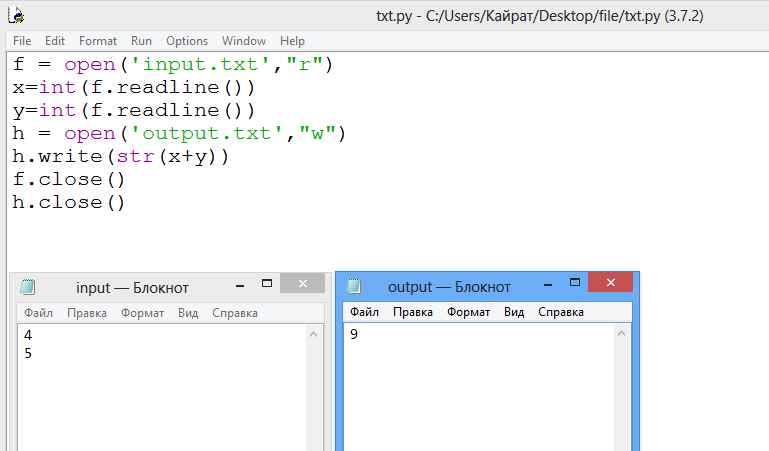 txt.py - C:/Users/Кайрат/Desktop/file/txt.py (3.7.2)
File Edit Format Run Options Window Help
f = open('input.txt',"r")
x=int(f.readline())
y=int(f.readline())
h = open('output.txt',"w")
h.write(str(x+y))
f.close()
h.close()
input — Блокнот
Файл Правка Формат Вид Справка
4
5
output — Блокнот
Файл Правка Формат Вид Справка
9